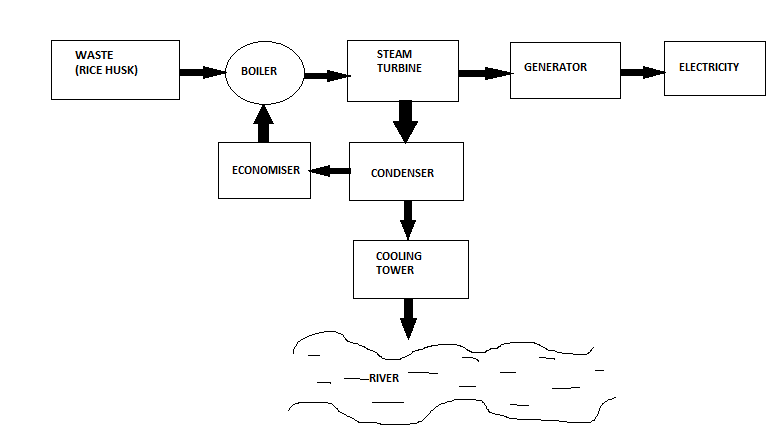 WASTE
(RICE HUSK)
BOILER
STEAM
TURBINE
GENERATOR
ELECTRICITY
ECONOMISER
CONDENSER
COOLING
TOWER
RIVER